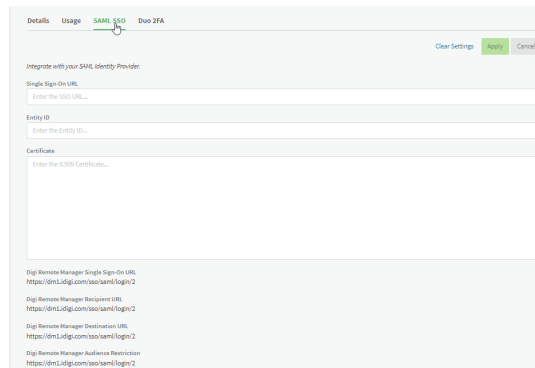 Details Usage SAML SSO Duo 2FA
Clear Settings Apply Cancel
Integrate with your SAML Identity Provider.
Single Sign-On URL
Enter the SSO URL...
Entity ID
Enter the Entity ID...
Certificate
Enter the X.509 Certificate...
Digi Remote Manager Single Sign-On URL
https://dm1.idigi.com/sso/saml/login/2
Digi Remote Manager Recipient URL
https://dm1.idigi.com/sso/saml/login/2
Digi Remote Manager Destination URL
https://dm1.idigi.com/sso/saml/login/2
Digi Remote Manager Audience Restriction
https://dm1.idigi.com/sso/saml/login/2